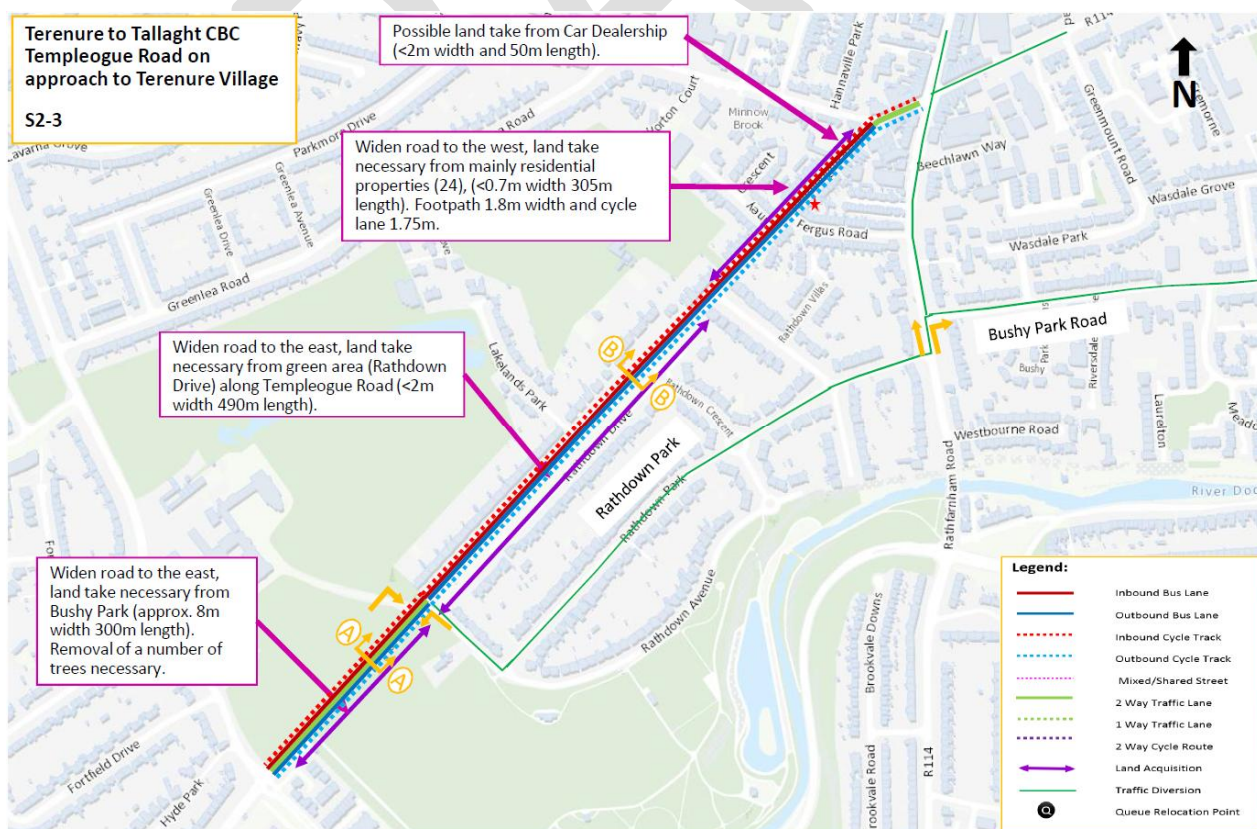 Terenure to Tallaght CBC
Templeogue Road on
approach to Terenure Village
S2-3
Possible land take from Car Dealership
(<2m width and 50m length).
N
Widen road to the west, land take
necessary from mainly residential
properties (24), (<0.7m width 305m
length). Footpath 1.8m width and cycle
lane 1.75m.
Widen road to the east, land take
necessary from green area (Rathdown
Drive) along Templeogue Road (<2m
width 490m length).
Widen road to the east,
land take necessary from
Bushy Park (approx. 8m
width 300m length).
Removal of a number of
trees necessary.
R114
Hannaville Park
Parkmore Drive
Minnow
Brook
Crescent
Greenmount Road
Beechlawn Way
Wasdale Grove
Wasdale Park
Fergus Road
Greenlea Drive
Greenlea Avenue
Greenlea Road
Rathdown Villas
Bushy Park Road
Bushy
Park
Riversdale
Laurelton
Lakelands Park
B
B
Rathdown Crescent
Rathdown Drive
Rathdown Park
Rathdown Park
Westbourne Road
Rathfarnham Road
Rathdown Avenue
A
A
Brookvale Downs
Brookvale Road
R114
Fortfield Drive
Hyde Park
Legend:
Inbound Bus Lane
Outbound Bus Lane
Inbound Cycle Track
Outbound Cycle Track
Mixed/Shared Street
2 Way Traffic Lane
1 Way Traffic Lane
2 Way Cycle Route
Land Acquisition
Traffic Diversion
Q
Queue Relocation Point